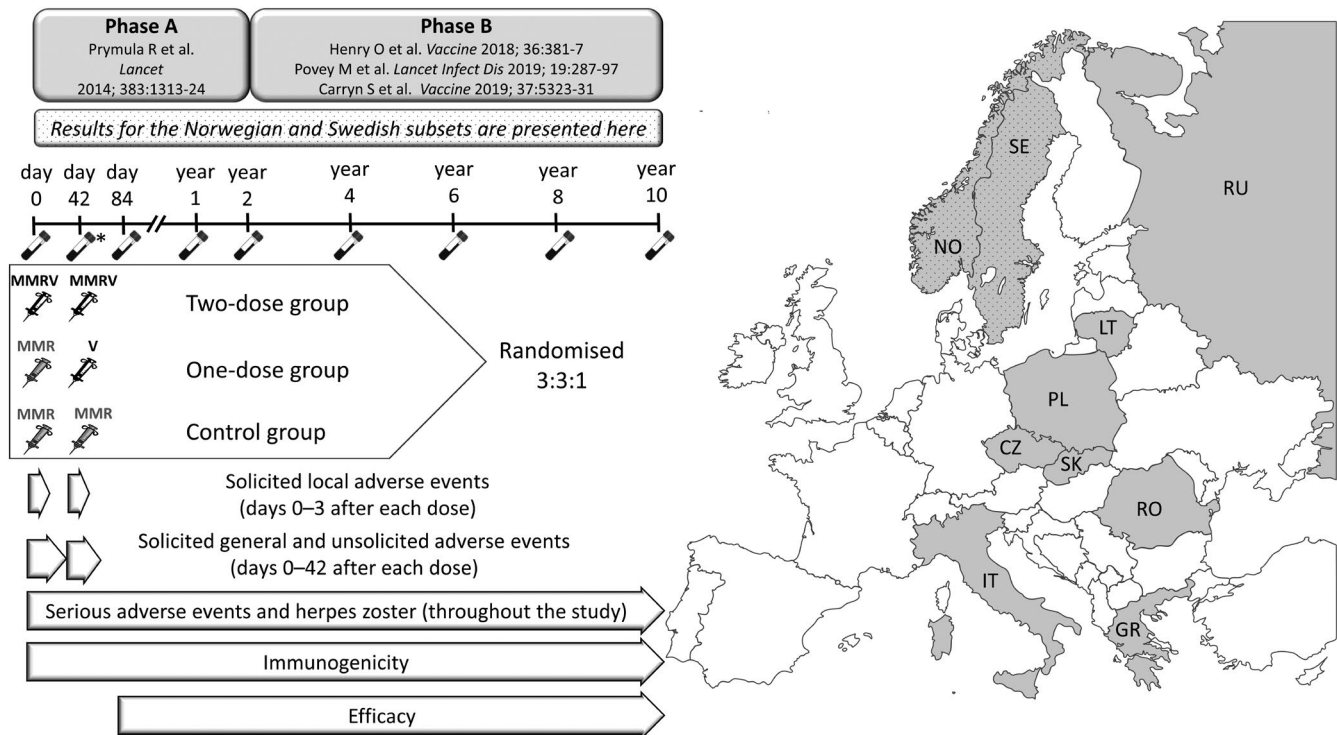 Phase A
Prymula R et al.
Lancet
2014; 383:1313-24
Phase B
Henry O et al. Vaccine 2018; 36:381-7
Povey M et al. Lancet Infect Dis 2019; 19:287-97
Carryn S et al. Vaccine 2019; 37:5323-31
Results for the Norwegian and Swedish subsets are presented here
day day day year year year year year year
0 42 84 1 2 4 6 8 10
*
MMRV MMRV
Two-dose group
MMR V
One-dose group
MMR MMR
Control group
Randomised
3:3:1
Solicited local adverse events
(days 0–3 after each dose)
Solicited general and unsolicited adverse events
(days 0–42 after each dose)
Serious adverse events and herpes zoster (throughout the study)
Immunogenicity
Efficacy
SE
RU
NO
LT
PL
CZ
SK
RO
IT
GR